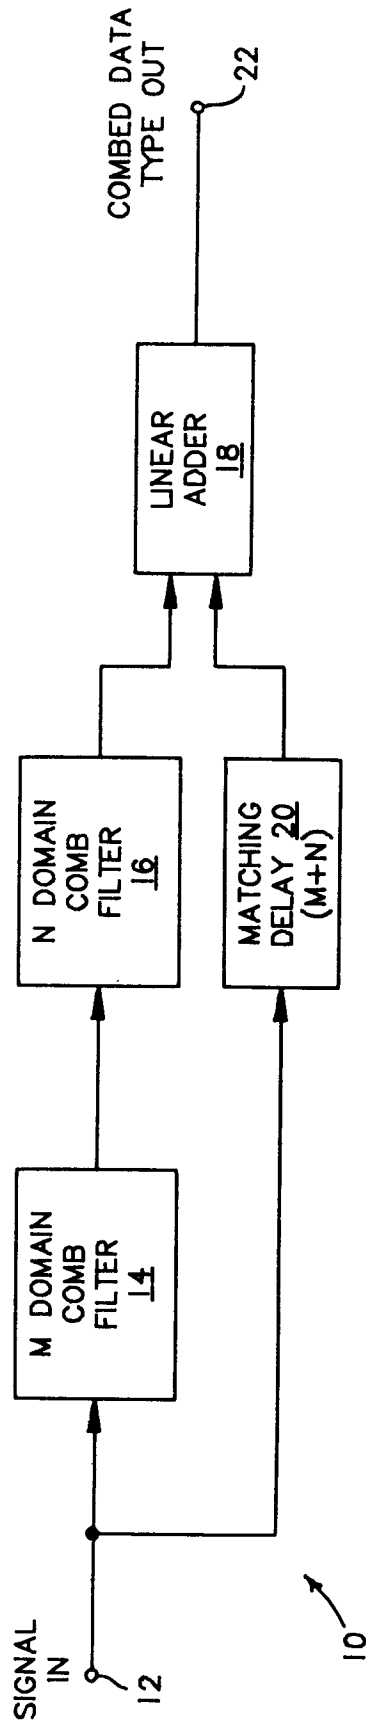 SIGNAL
IN
12
10
M DOMAIN
COMB
FILTER
14
N DOMAIN
COMB
FILTER
16
MATCHING
DELAY 20
(M+N)
LINEAR
ADDER
18
COMBED DATA
TYPE OUT
22